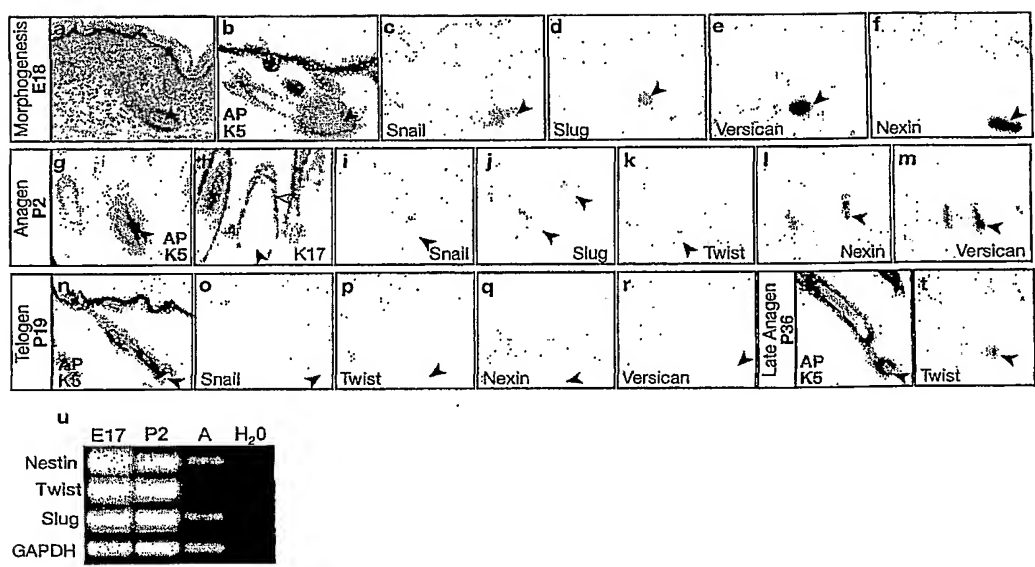 Morphogenesis E18
a
b
AP
K5
c
Snail
d
Slug
e
Versican
f
Nexin
Anagen P2
g
AP
K5
h
K17
i
Snail
j
Slug
k
Twist
l
Nexin
m
Versican
Telogen P19
n
AP
K5
o
Snail
p
Twist
q
Nexin
r
Versican
Late Anagen P36
AP
K5
t
Twist
u
E17 P2 A H20
Nestin
Twist
Slug
GAPDH